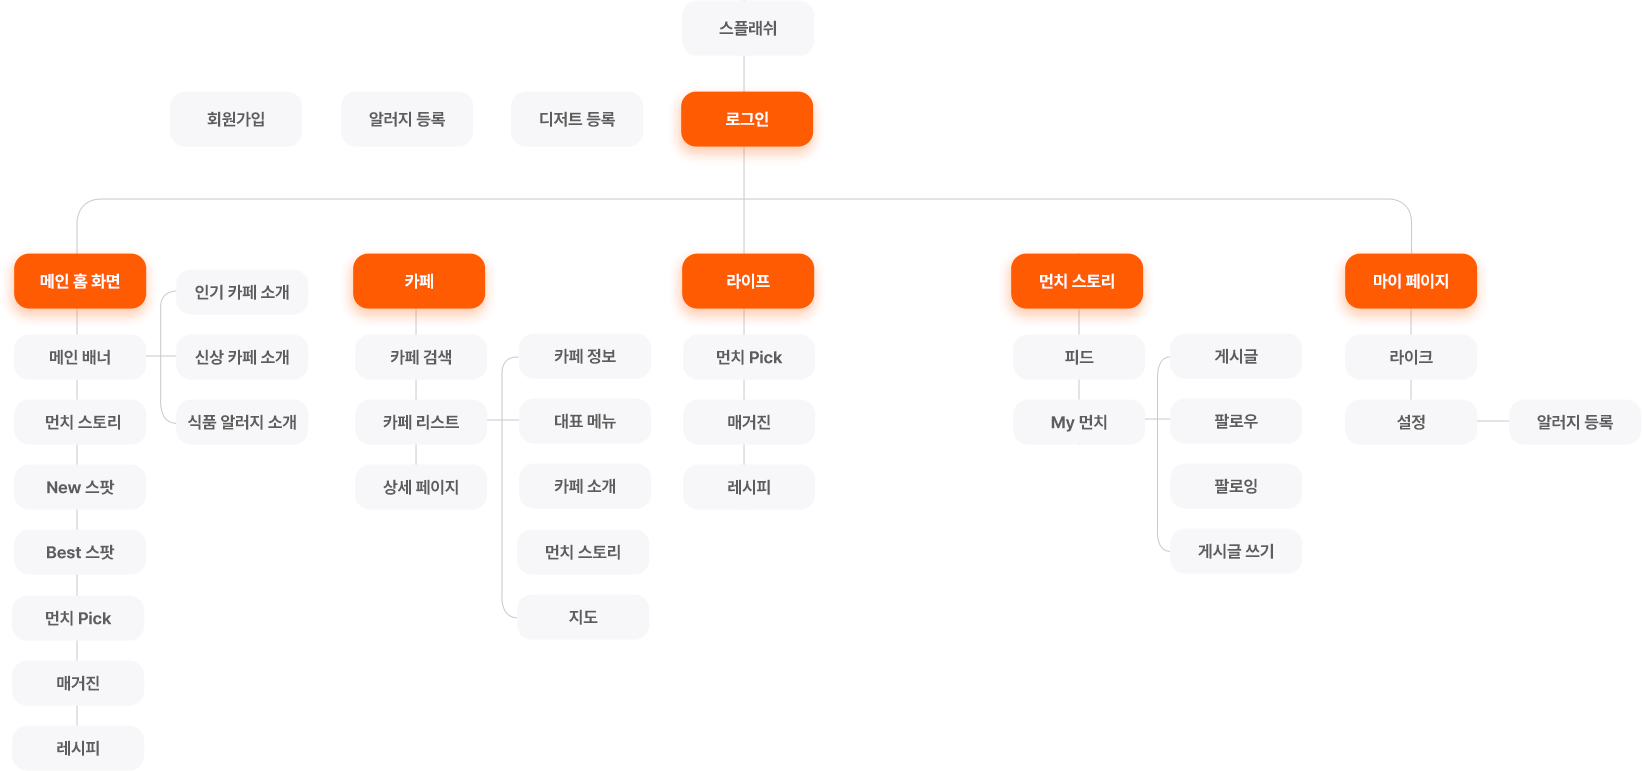 스플래쉬
회원가입
알러지 등록
디저트 등록
로그인
메인 홈 화면
인기 카페 소개
카페
라이프
먼치 스토리
마이 페이지
메인 배너
신상 카페 소개
카페 검색
카페 정보
먼치 Pick
피드
게시글
라이크
먼치 스토리
식품 알러지 소개
카페 리스트
대표 메뉴
매거진
My 먼치
팔로우
설정
알러지 등록
New 스팟
상세 페이지
카페 소개
레시피
팔로잉
Best 스팟
먼치 스토리
게시글 쓰기
먼치 Pick
지도
매거진
레시피